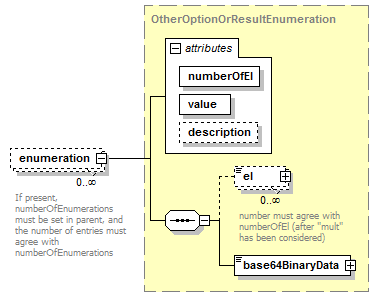 OtherOptionOrResultEnumeration
attributes
numberOfEl
value
description
enumeration
0..∞
If present,
numberOfEnumerations
must be set in parent, and
the number of entries must
agree with
numberOfEnumerations
el
0..∞
number must agree with
numberOfEl (after "mult"
has been considered)
base64BinaryData